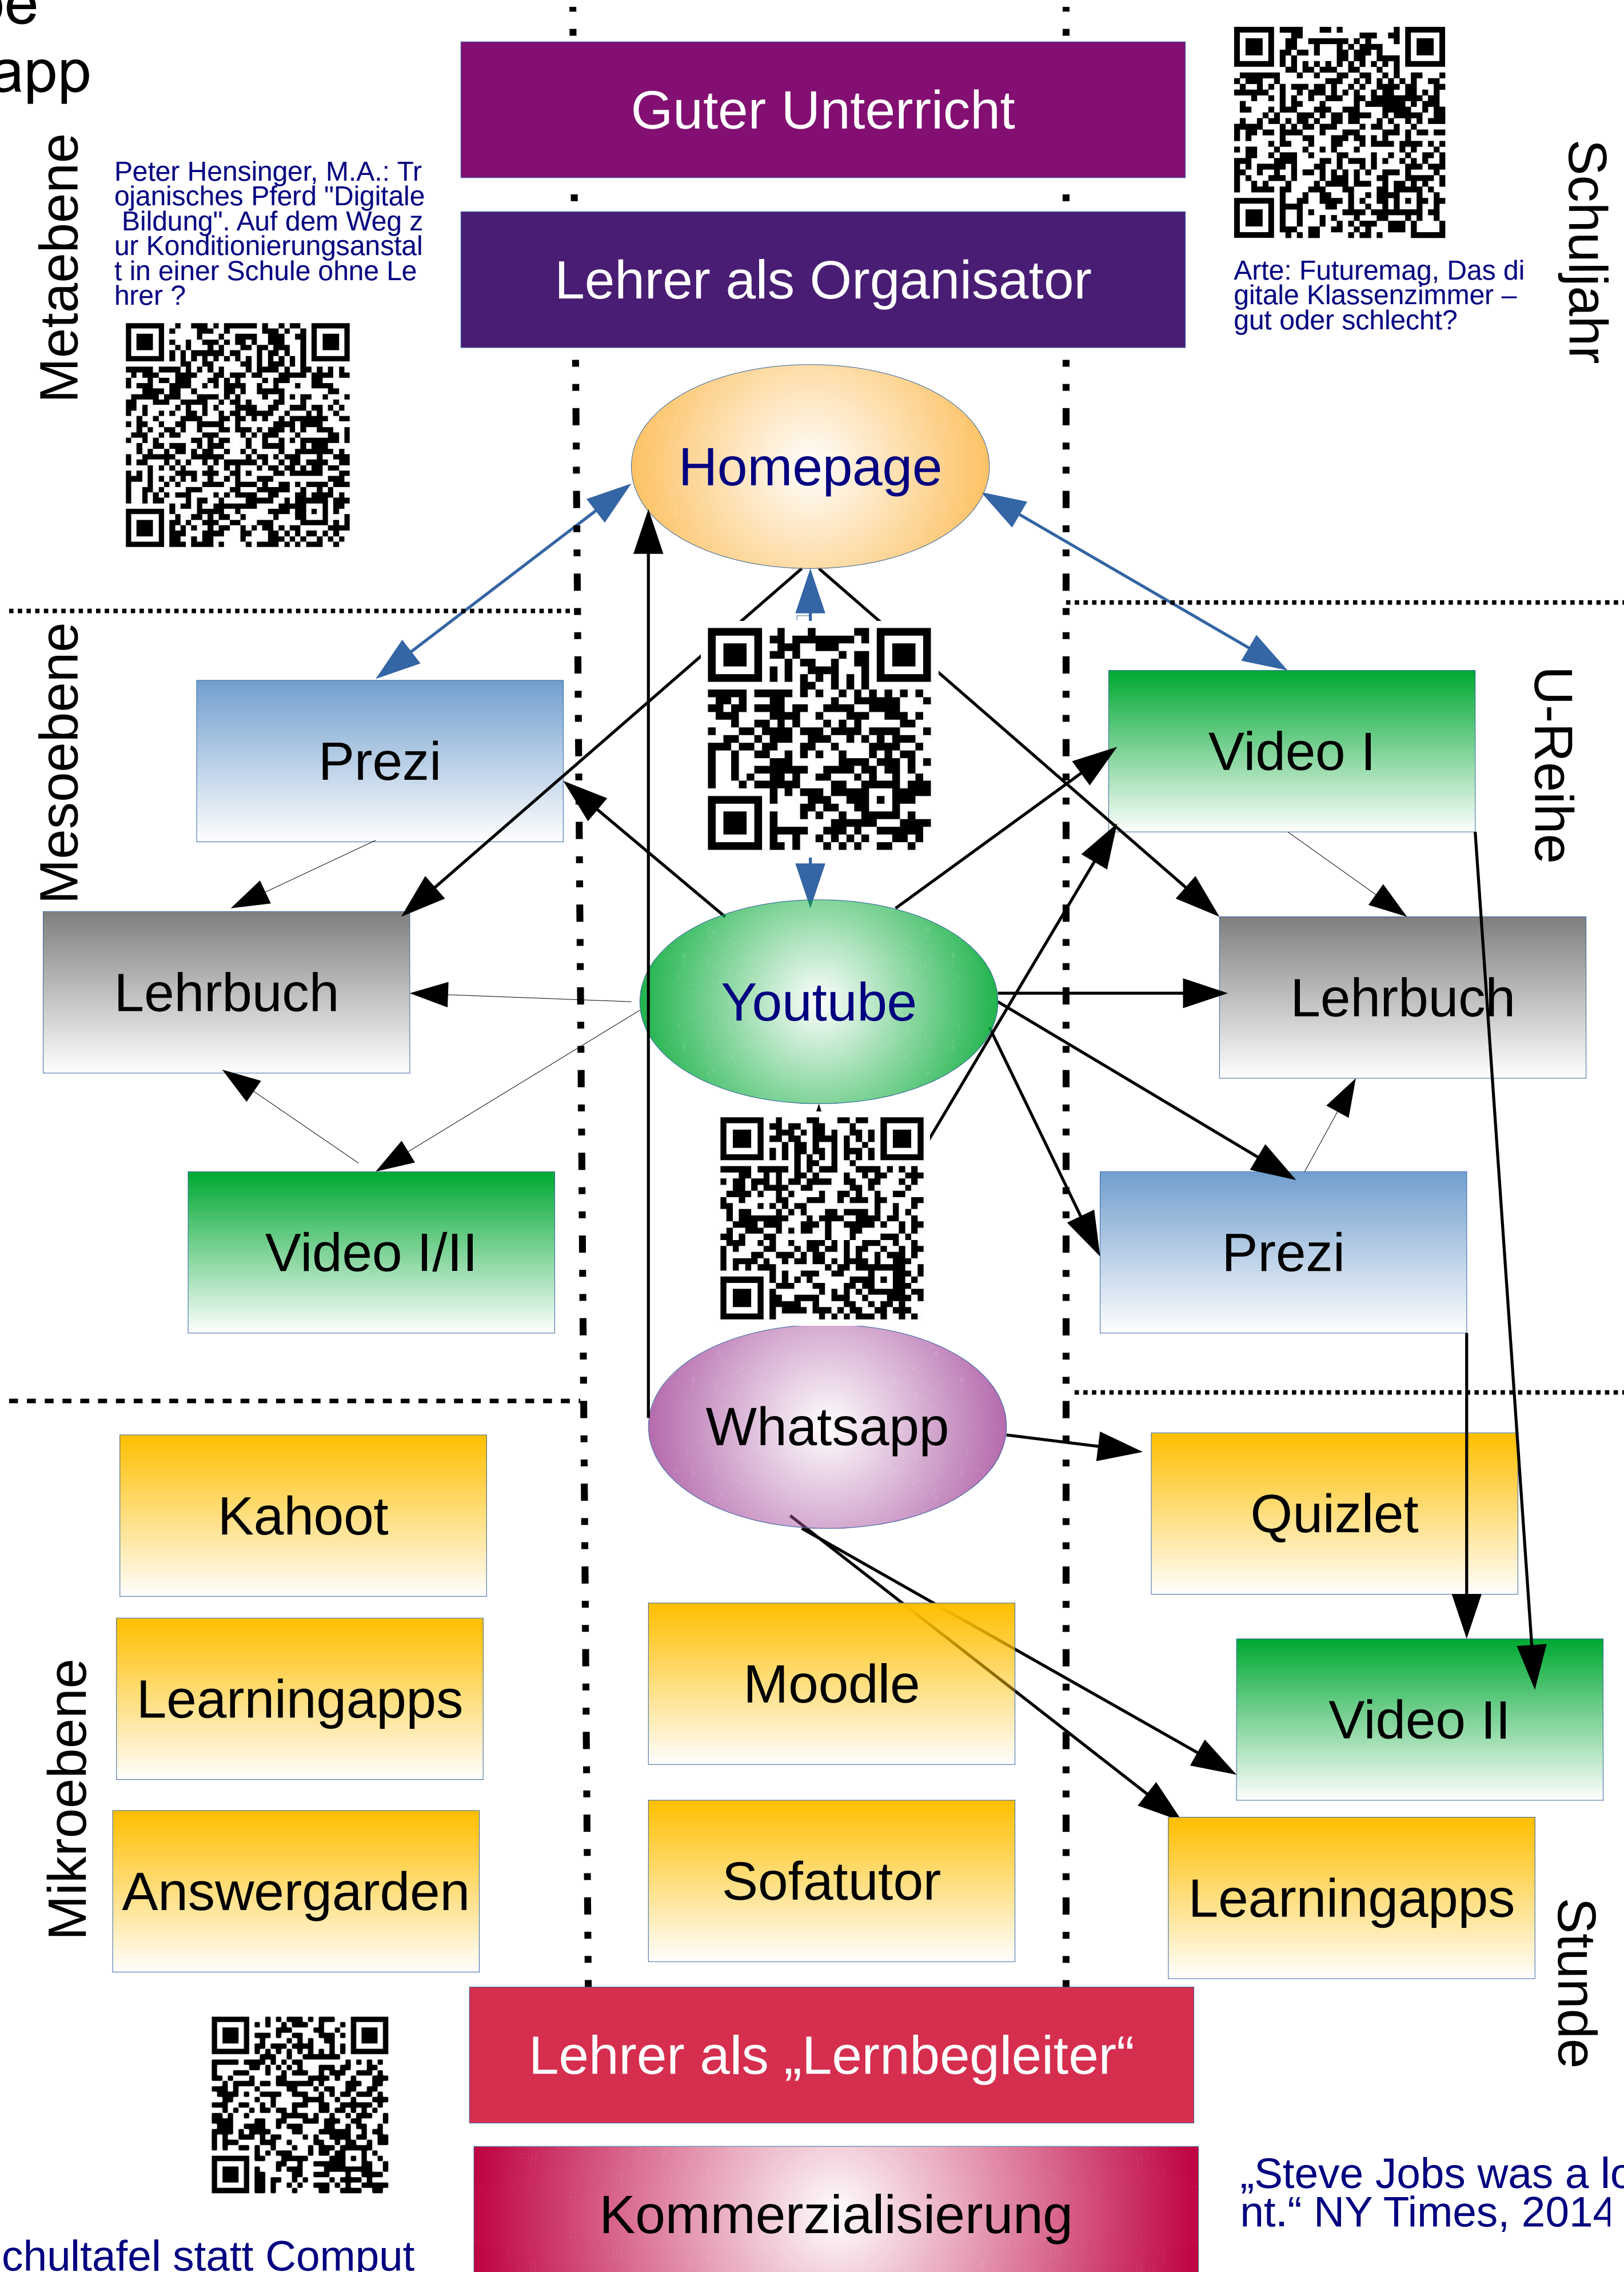 app
Guter Unterricht
Metaebene
Peter Hensinger, M.A.: Tr
ojanisches Pferd "Digitale
Bildung". Auf dem Weg z
ur Konditionierungsanstal
t in einer Schule ohne Le
hrer ?
Lehrer als Organisator
Arte: Futuremag, Das di
gitale Klassenzimmer –
gut oder schlecht?
Schuljahr
Homepage
Mesoebene
Prezi
Video I
U-Reihe
Lehrbuch
Youtube
Lehrbuch
Video I/II
Prezi
Whatsapp
Kahoot
Quizlet
Learningapps
Moodle
Video II
Mikroebene
Answergarden
Sofatutor
Learningapps
Stunde
Lehrer als „Lernbegleiter“
Kommerzialisierung
„Steve Jobs was a lo
nt.“ NY Times, 2014
chultafel statt Comput